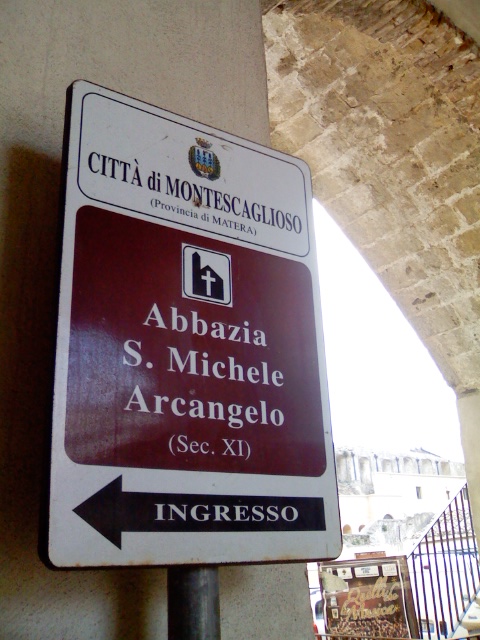 CITTÀ di MONTESCAGLIOSO
(Provincia di MATERA)
Abbazia
S. Michele
Arcangelo
(Sec. XI)
INGRESSO